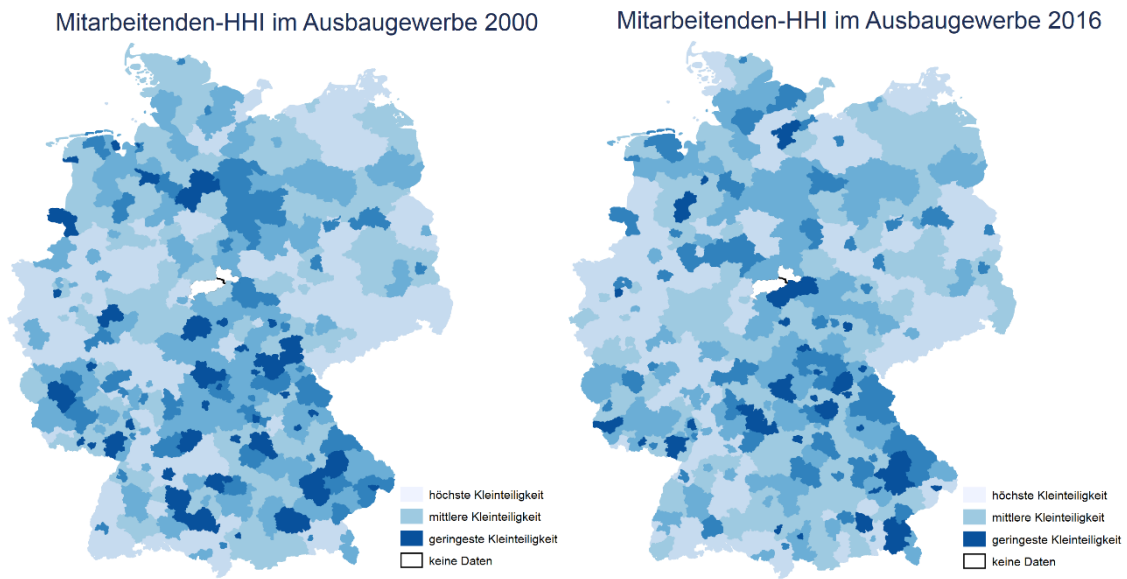 Mitarbeitenden-HHI im Ausbaugewerbe 2000
Mitarbeitenden-HHI im Ausbaugewerbe 2016
höchste Kleinteiligkeit
mittlere Kleinteiligkeit
geringeste Kleinteiligkeit
keine Daten
höchste Kleinteiligkeit
mittlere Kleinteiligkeit
geringeste Kleinteiligkeit
keine Daten